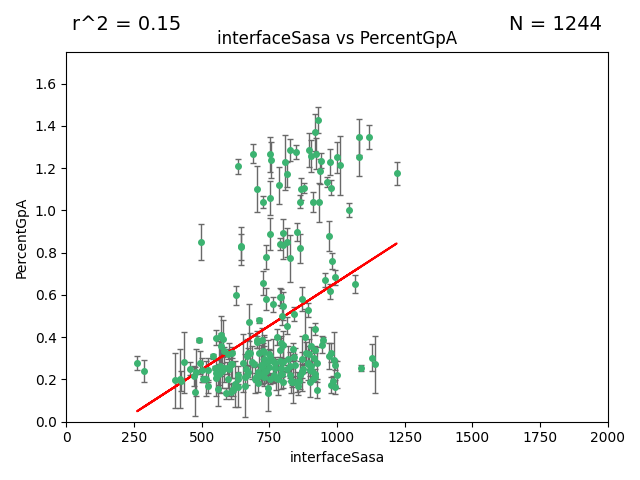 r^2 = 0.15
N = 1244
interfaceSasa vs PercentGpA
PercentGpA
1.6
1.4
1.2
1.0
0.8
0.6
0.4
0.2
0.0
0 250 500 750 1000 1250 1500 1750 2000
interfaceSasa